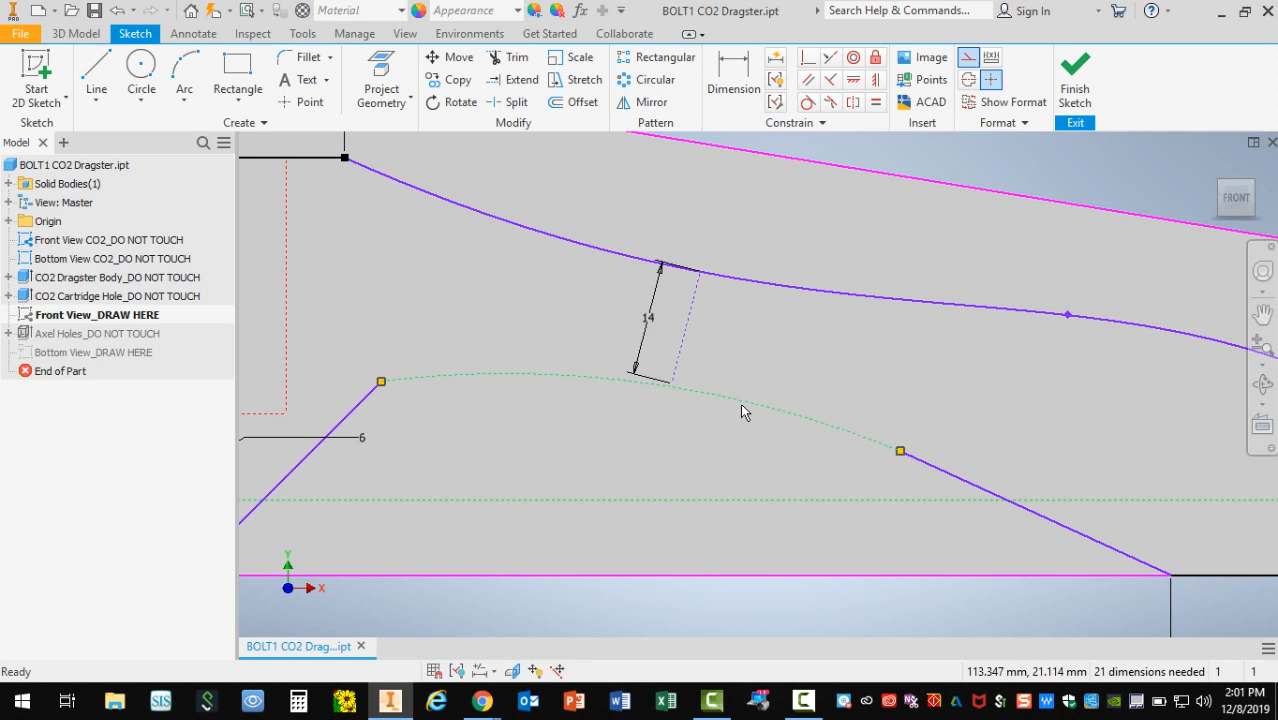 I PRO
Material
Appearance
BOLT1 CO2 Dragster.ipt
Search Help & Commands...
Sign In
File 3D Model Sketch Annotate Inspect Tools Manage View Environments Get Started Collaborate
Start 2D Sketch
Line
Circle
Arc
Rectangle
Fillet
Text
Point
Project Geometry
Move
Copy
Rotate
Trim
Extend
Split
Scale
Stretch
Offset
Rectangular
Circular
Mirror
Dimension
Image
Points
ACAD
Show Format
Finish Sketch
Sketch Create Modify Pattern Constrain Insert Format Exit
Model
BOLT1 CO2 Dragster.ipt
Solid Bodies(1)
View: Master
Origin
Front View CO2_DO NOT TOUCH
Bottom View CO2_DO NOT TOUCH
CO2 Dragster Body_DO NOT TOUCH
CO2 Cartridge Hole_DO NOT TOUCH
Front View_DRAW HERE
Axel Holes_DO NOT TOUCH
Bottom View_DRAW HERE
End of Part
FRONT
14
6
Y
X
BOLT1 CO2 Drag...ipt
Ready
113.347 mm, 21.114 mm 21 dimensions needed 1 1
SIS
2:01 PM
12/8/2019